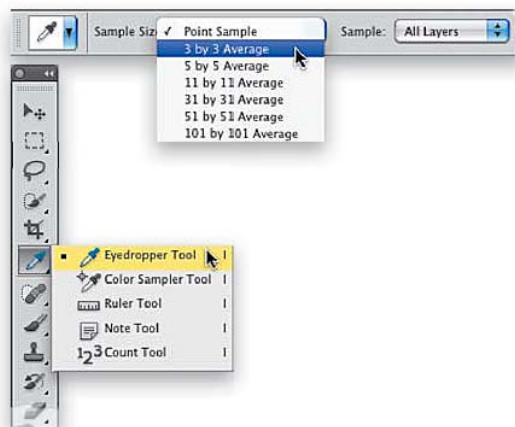 Sample Siz ✓ Point Sample Sample: All Layers
3 by 3 Average
5 by 5 Average
11 by 11 Average
31 by 31 Average
51 by 51 Average
101 by 101 Average
Eyedropper Tool I
Color Sampler Tool I
Ruler Tool I
Note Tool I
123 Count Tool I